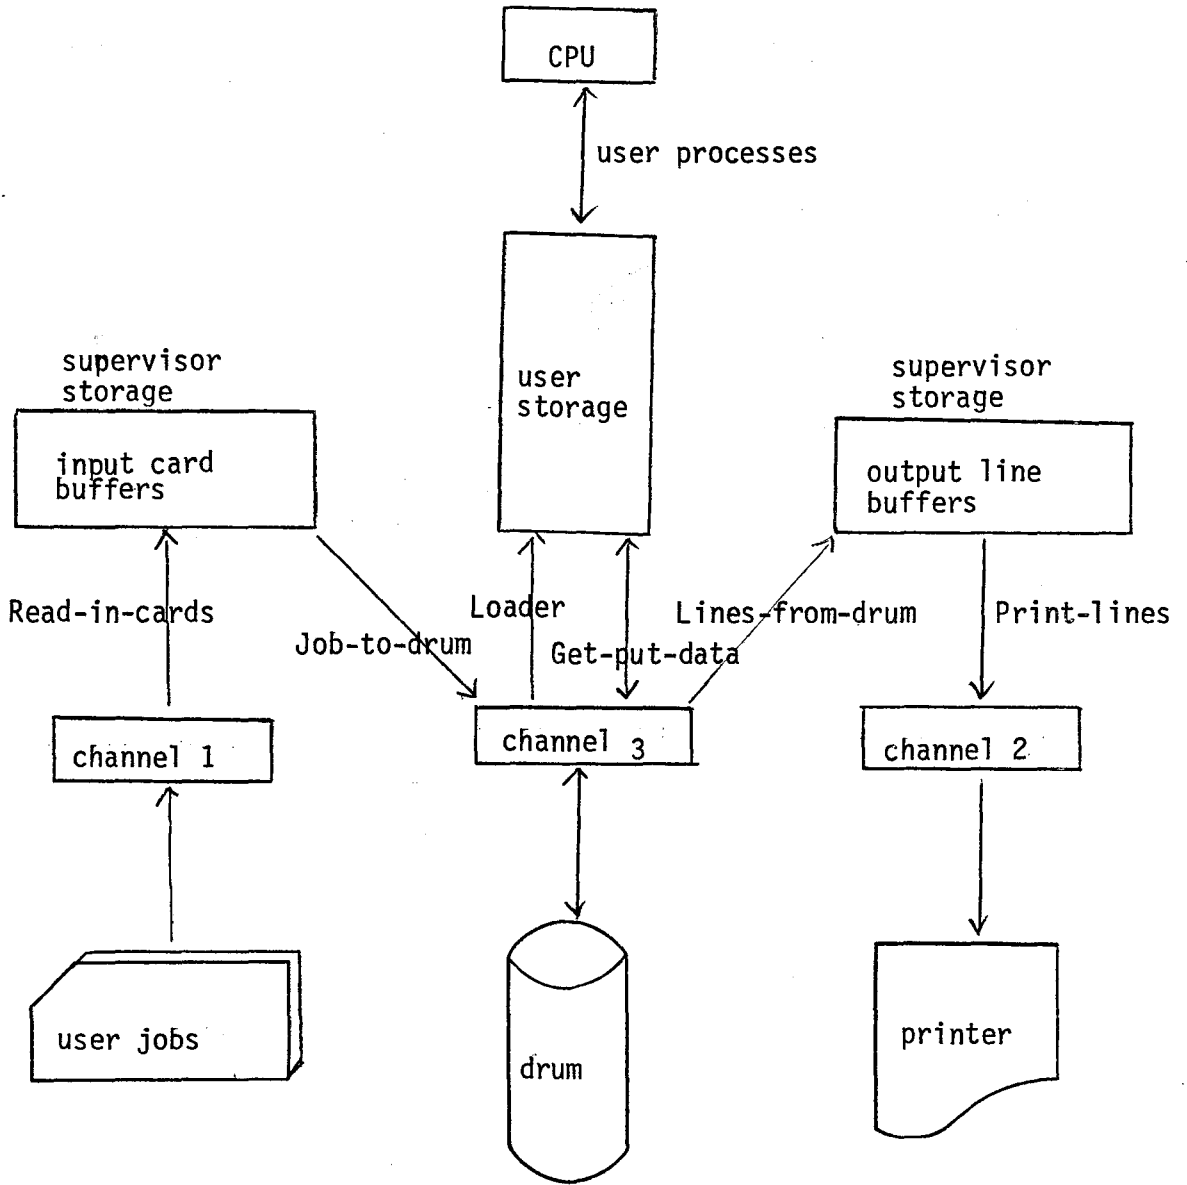 CPU
user processes
supervisor
storage
input card
buffers
user
storage
supervisor
storage
output line
buffers
Read-in-cards
Job-to-drum
Loader
Get-put-data
Lines-from-drum
Print-lines
channel 1
channel 3
channel 2
user jobs
drum
printer